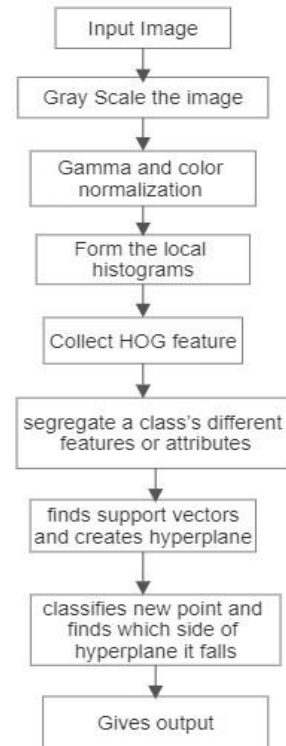 Input Image
Gray Scale the image
Gamma and color
normalization
Form the local
histograms
Collect HOG feature
segregate a class's different
features or attributes
finds support vectors
and creates hyperplane
classifies new point and
finds which side of
hyperplane it falls
Gives output